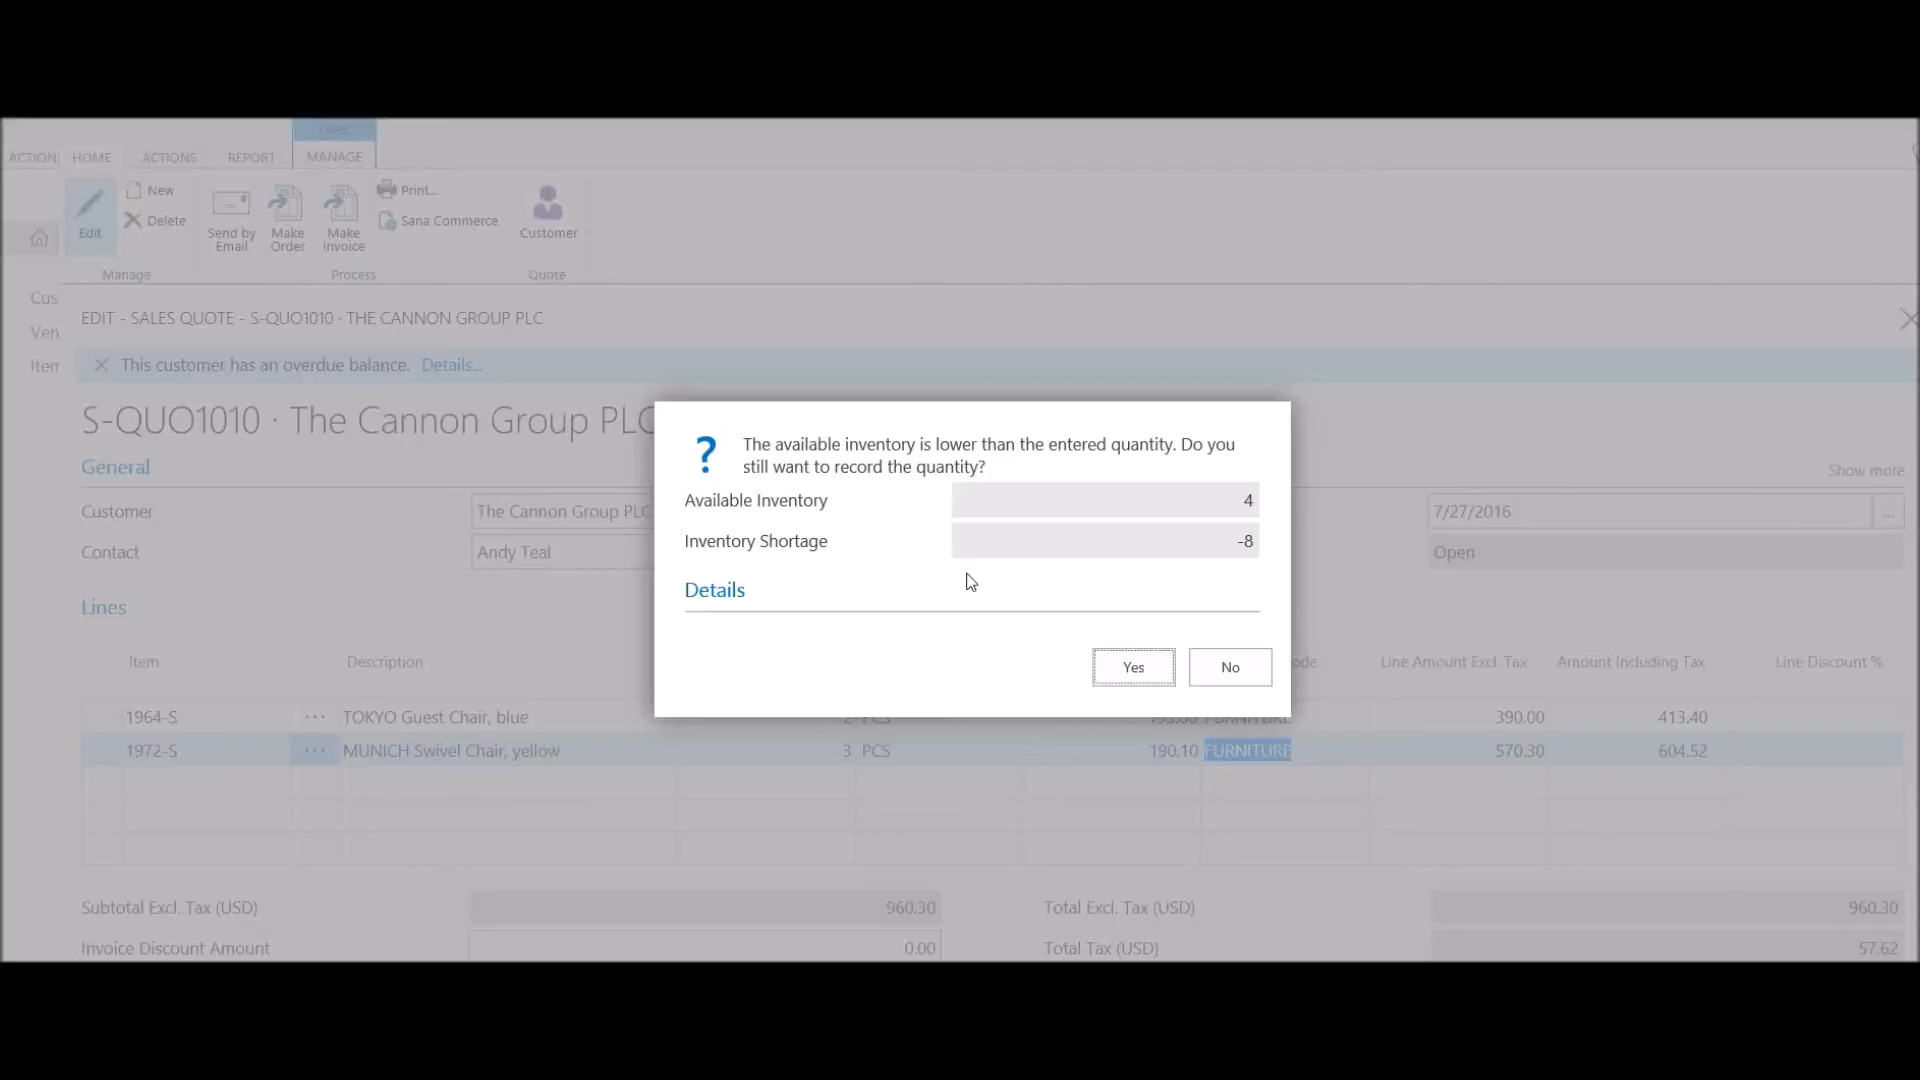 ACTION HOME ACTIONS REPORT MANAGE
Edit
New
Delete
Send by Email
Make Order
Make Invoice
Print...
Sana Commerce
Customer
Manage Process Quote
Cus
Ven
EDIT - SALES QUOTE - S-QUO1010 · THE CANNON GROUP PLC
This customer has an overdue balance. Details...
S-QUO1010 · The Cannon Group PLC
General
Show more
Customer The Cannon Group PLC 7/27/2016 ...
Contact Andy Teal Open
Lines
The available inventory is lower than the entered quantity. Do you
still want to record the quantity?
Available Inventory 4
Inventory Shortage -8
Details
Yes No
Item Description ode Line Amount Excl. Tax Amount Including Tax Line Discount %
1964-S ··· TOKYO Guest Chair, blue 2 PCS FURNITURE 390.00 413.40
1972-S ··· MUNICH Swivel Chair, yellow 3 PCS 190.10 FURNITURE 570.30 604.52
Subtotal Excl. Tax (USD) 960.30 Total Excl. Tax (USD) 960.30
Invoice Discount Amount 0.00 Total Tax (USD) 57.62